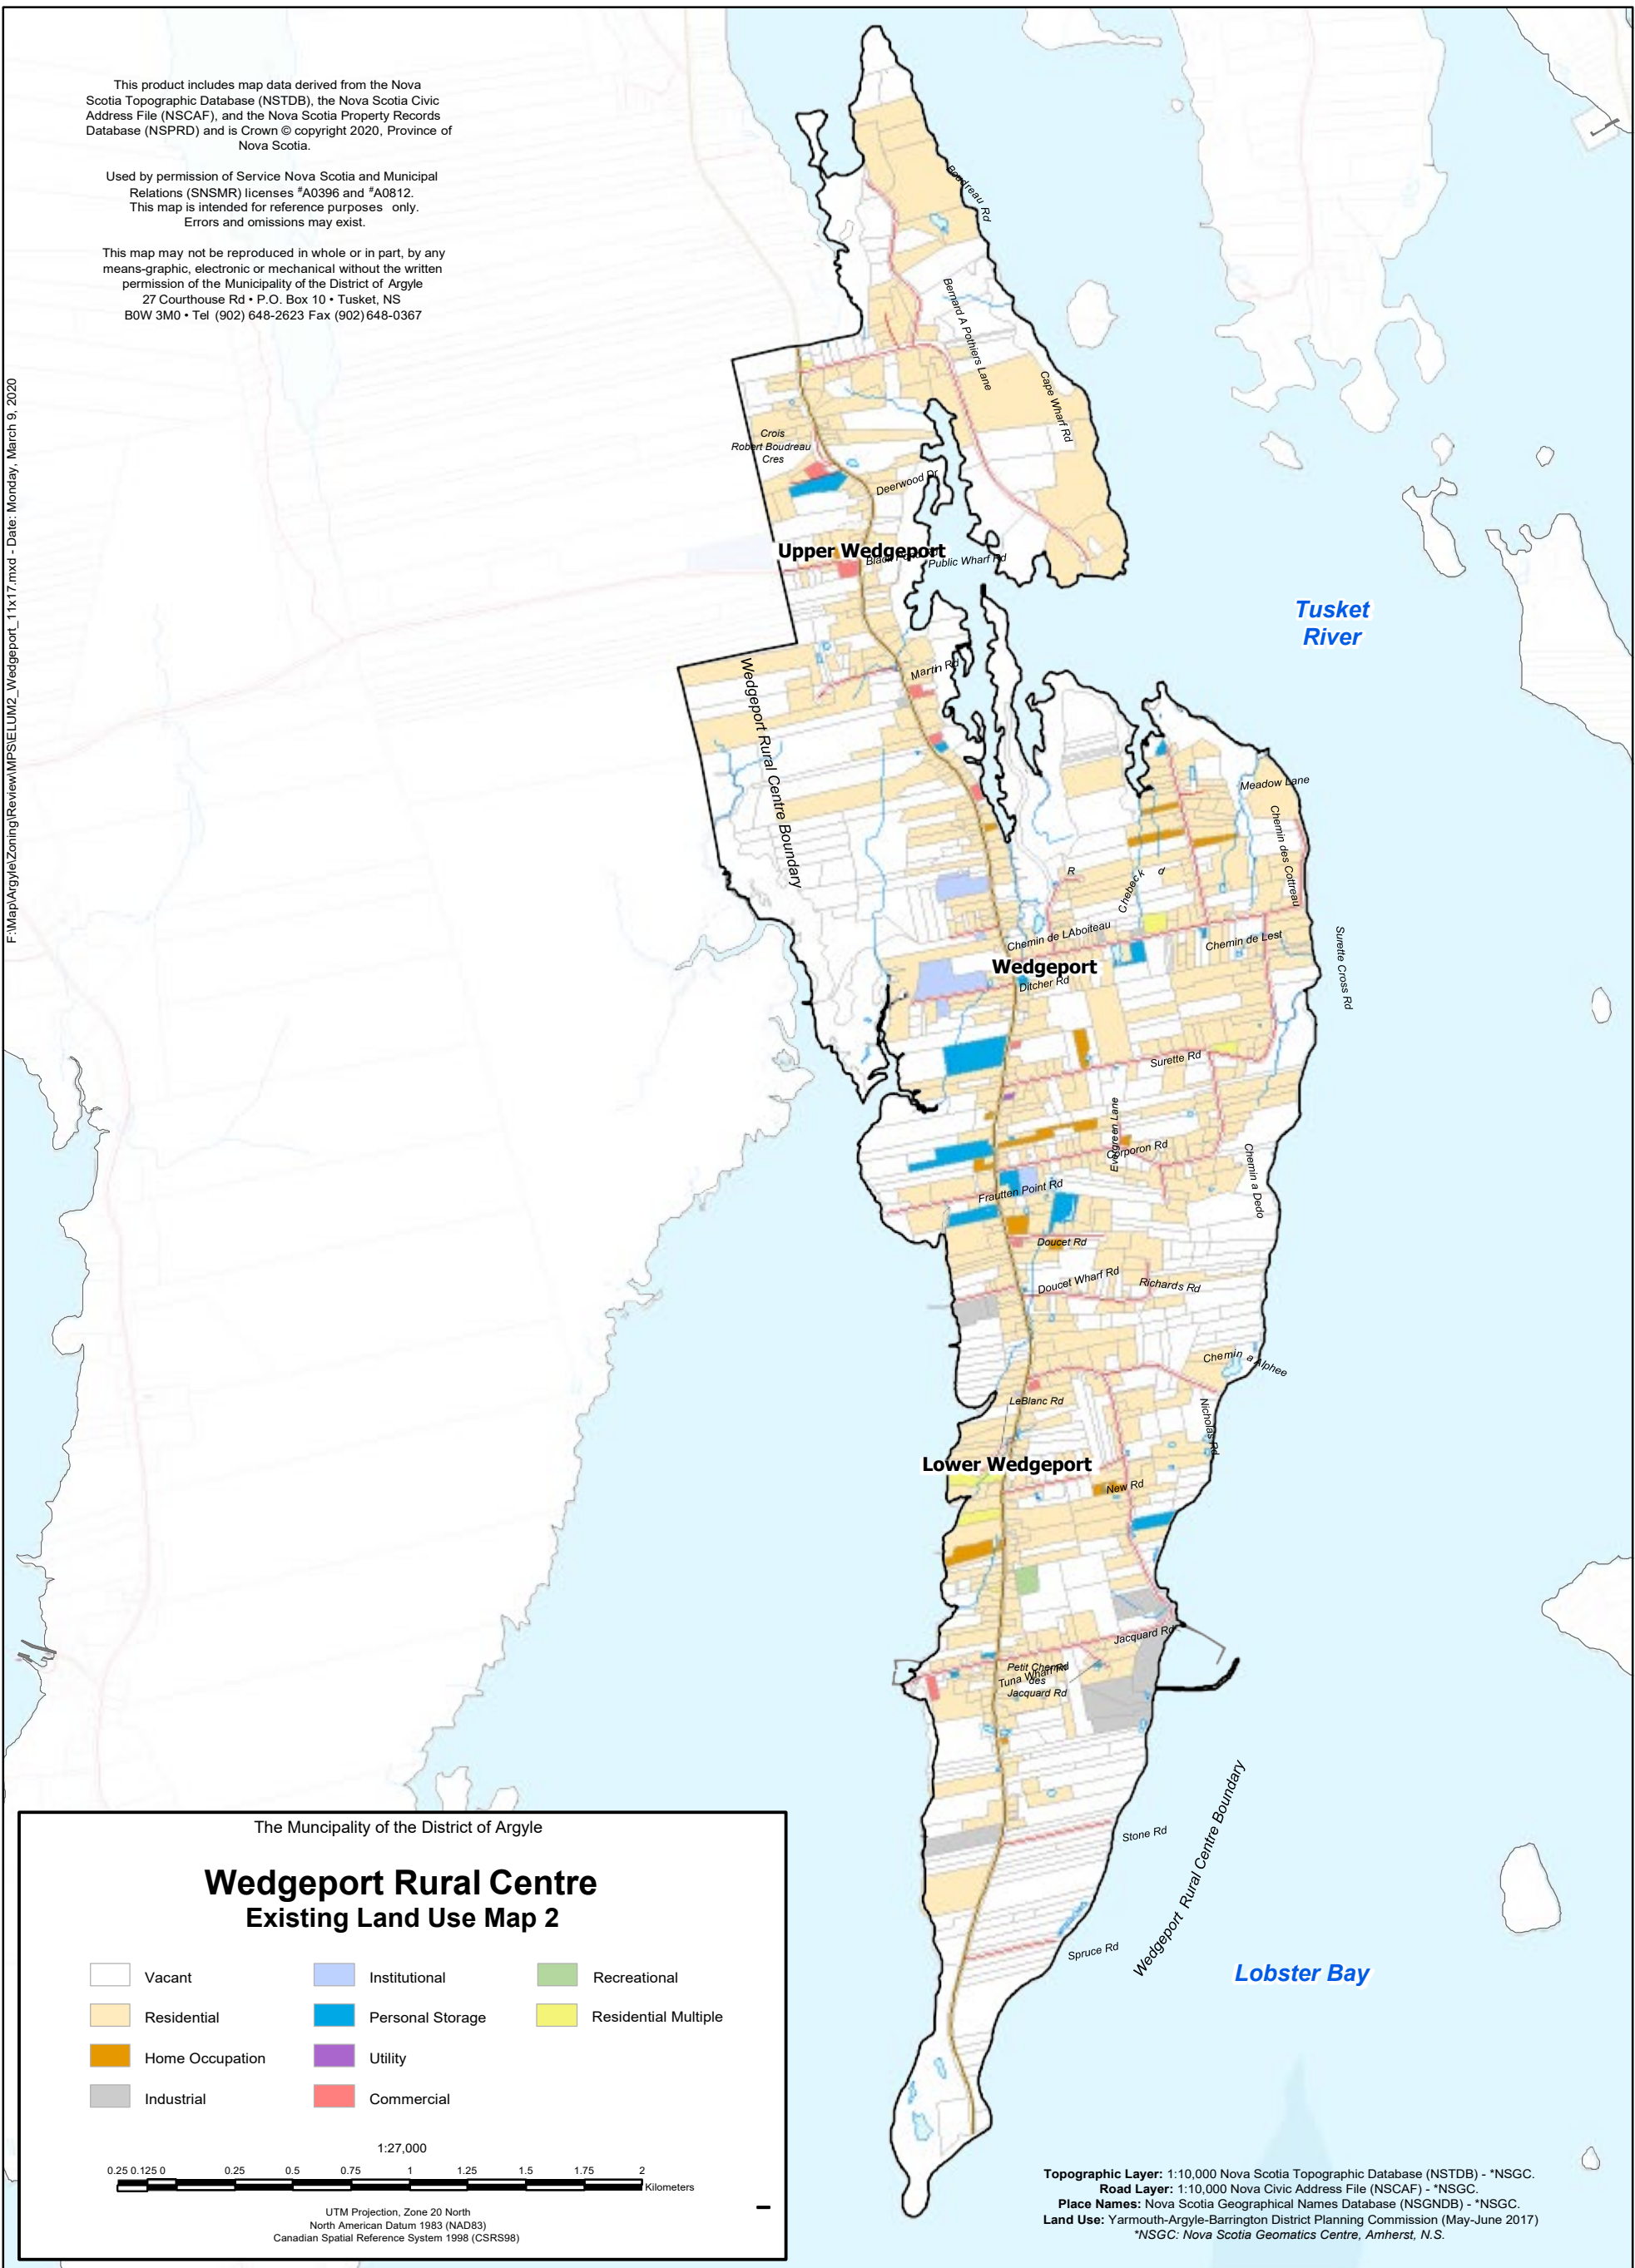 This product includes map data derived from the Nova
Scotia Topographic Database (NSTDB), the Nova Scotia Civic
Address File (NSCAF), and the Nova Scotia Property Records
Database (NSPRD) and is Crown © copyright 2020, Province of
Nova Scotia.
Used by permission of Service Nova Scotia and Municipal
Relations (SNSMR) licenses #A0396 and #A0812.
This map is intended for reference purposes only.
Errors and omissions may exist.
This map may not be reproduced in whole or in part, by any
means-graphic, electronic or mechanical without the written
permission of the Municipality of the District of Argyle
27 Courthouse Rd • P.O. Box 10 • Tusket, NS
B0W 3M0 • Tel (902) 648-2623 Fax (902) 648-0367
F:\Map\Argyle\Zoning\Review\MPS\ELUM2_Wedgeport_11x17.mxd - Date: Monday, March 9, 2020
Boudreau Rd
Bernard A Pothiers Lane
Cape Wharf Rd
Crois
Robert Boudreau
Cres
Deerwood Dr
Upper Wedgeport
Public Wharf Rd
Tusket
River
Martin Rd
Wedgeport Rural Centre Boundary
Meadow Lane
Chemin des Cottreau
Chebeck Rd
Chemin de LAboiteau
Chemin de Lest
Surette Cross Rd
Wedgeport
Ditcher Rd
Surette Rd
Evergreen Lane
Corporon Rd
Chemin a Dedo
Frautten Point Rd
Doucet Rd
Doucet Wharf Rd
Richards Rd
Chemin a Alphee
LeBlanc Rd
Nicholas Rd
Lower Wedgeport
New Rd
Jacquard Rd
Tuna Wharf Rd
Petit Chemin
des
Jacquard Rd
Stone Rd
Wedgeport Rural Centre Boundary
Spruce Rd
Lobster Bay
The Muncipality of the District of Argyle
Wedgeport Rural Centre
Existing Land Use Map 2
Vacant
Residential
Home Occupation
Industrial
Institutional
Personal Storage
Utility
Commercial
Recreational
Residential Multiple
1:27,000
0.25 0.125 0 0.25 0.5 0.75 1 1.25 1.5 1.75 2
Kilometers
UTM Projection, Zone 20 North
North American Datum 1983 (NAD83)
Canadian Spatial Reference System 1998 (CSRS98)
Topographic Layer: 1:10,000 Nova Scotia Topographic Database (NSTDB) - *NSGC.
Road Layer: 1:10,000 Nova Civic Address File (NSCAF) - *NSGC.
Place Names: Nova Scotia Geographical Names Database (NSGNDB) - *NSGC.
Land Use: Yarmouth-Argyle-Barrington District Planning Commission (May-June 2017)
*NSGC: Nova Scotia Geomatics Centre, Amherst, N.S.